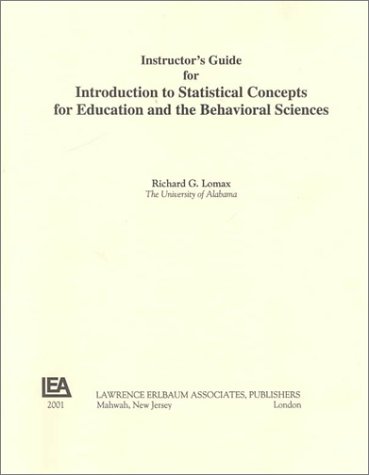 Instructor's Guide
for
Introduction to Statistical Concepts
for Education and the Behavioral Sciences
Richard G. Lomax
The University of Alabama
LEA
2001
LAWRENCE ERLBAUM ASSOCIATES, PUBLISHERS
Mahwah, New Jersey London